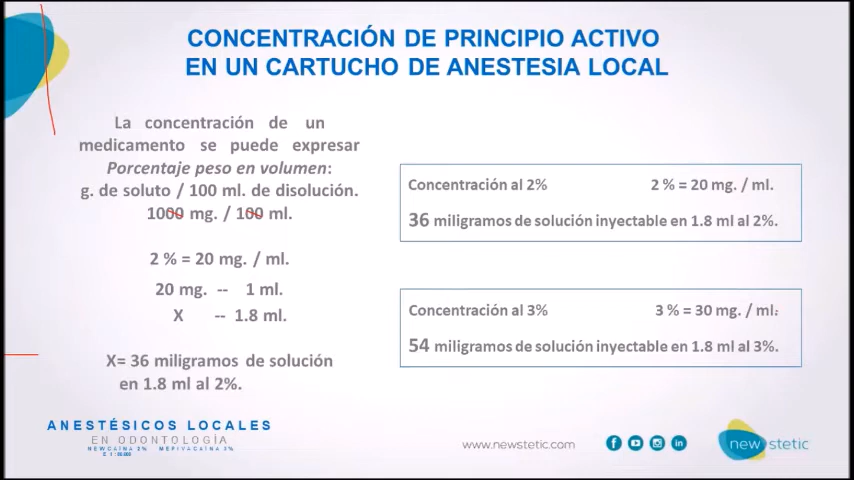 CONCENTRACIÓN DE PRINCIPIO ACTIVO
EN UN CARTUCHO DE ANESTESIA LOCAL
La concentración de un
medicamento se puede expresar
Porcentaje peso en volumen:
g. de soluto / 100 ml. de disolución.
1000 mg. / 100 ml.
2 % = 20 mg. / ml.
20 mg. -- 1 ml.
X -- 1.8 ml.
X= 36 miligramos de solución
en 1.8 ml al 2%.
Concentración al 2% 2 % = 20 mg. / ml.
36 miligramos de solución inyectable en 1.8 ml al 2%.
Concentración al 3% 3 % = 30 mg. / ml.
54 miligramos de solución inyectable en 1.8 ml al 3%.
ANESTÉSICOS LOCALES
EN ODONTOLOGÍA
NEWCAÍNA 2% MEPIVACAÍNA 3%
www.newstetic.com
new stetic